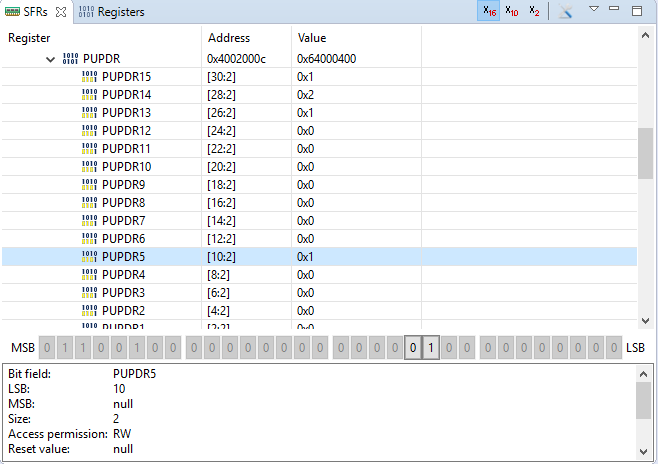 SFRs Registers X16 X10 X2
Register Address Value
PUPDR 0x4002000c 0x64000400
PUPDR15 [30:2] 0x1
PUPDR14 [28:2] 0x2
PUPDR13 [26:2] 0x1
PUPDR12 [24:2] 0x0
PUPDR11 [22:2] 0x0
PUPDR10 [20:2] 0x0
PUPDR9 [18:2] 0x0
PUPDR8 [16:2] 0x0
PUPDR7 [14:2] 0x0
PUPDR6 [12:2] 0x0
PUPDR5 [10:2] 0x1
PUPDR4 [8:2] 0x0
PUPDR3 [6:2] 0x0
PUPDR2 [4:2] 0x0
PUPDR1 [2:2] 0x0
MSB 0 1 1 0 0 1 0 0 0 0 0 0 0 0 0 0 0 0 0 0 0 1 0 0 0 0 0 0 0 0 0 0 LSB
Bit field: PUPDR5
LSB: 10
MSB: null
Size: 2
Access permission: RW
Reset value: null